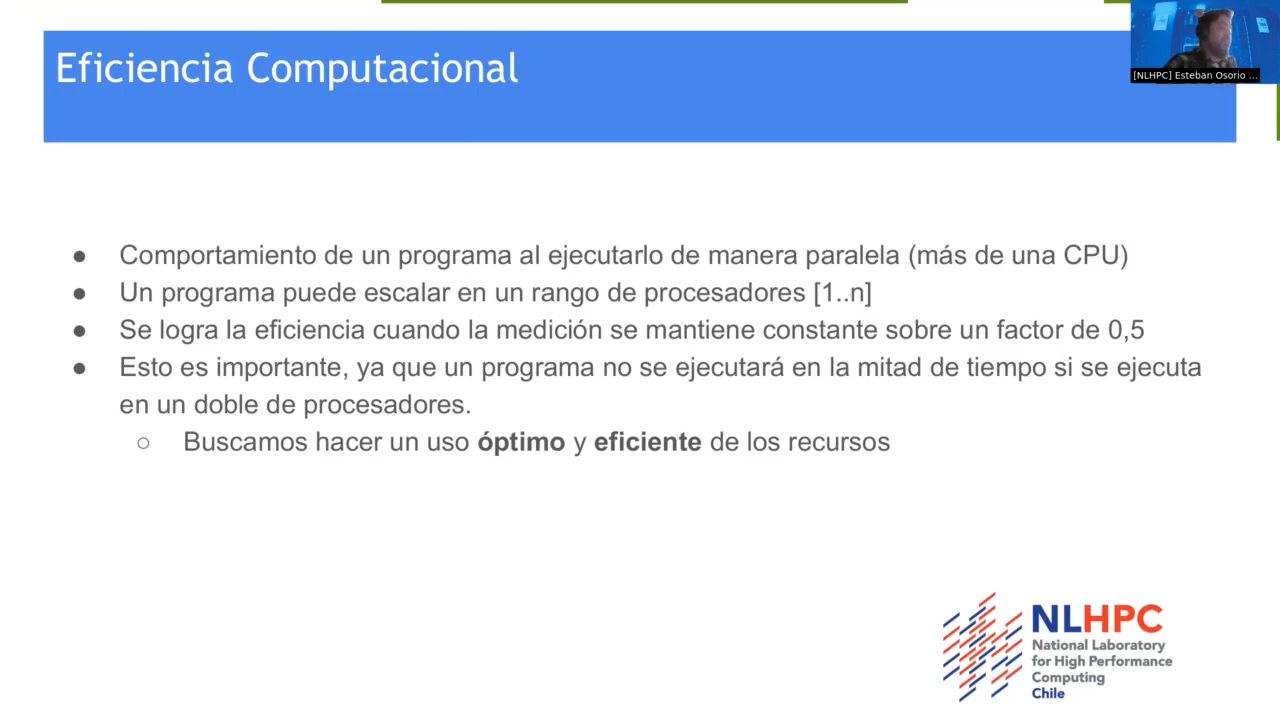 Eficiencia Computacional
[NLHPC] Esteban Osorio ...
● Comportamiento de un programa al ejecutarlo de manera paralela (más de una CPU)
● Un programa puede escalar en un rango de procesadores [1..n]
● Se logra la eficiencia cuando la medición se mantiene constante sobre un factor de 0,5
● Esto es importante, ya que un programa no se ejecutará en la mitad de tiempo si se ejecuta
en un doble de procesadores.
○ Buscamos hacer un uso óptimo y eficiente de los recursos
NLHPC
National Laboratory
for High Performance
Computing
Chile